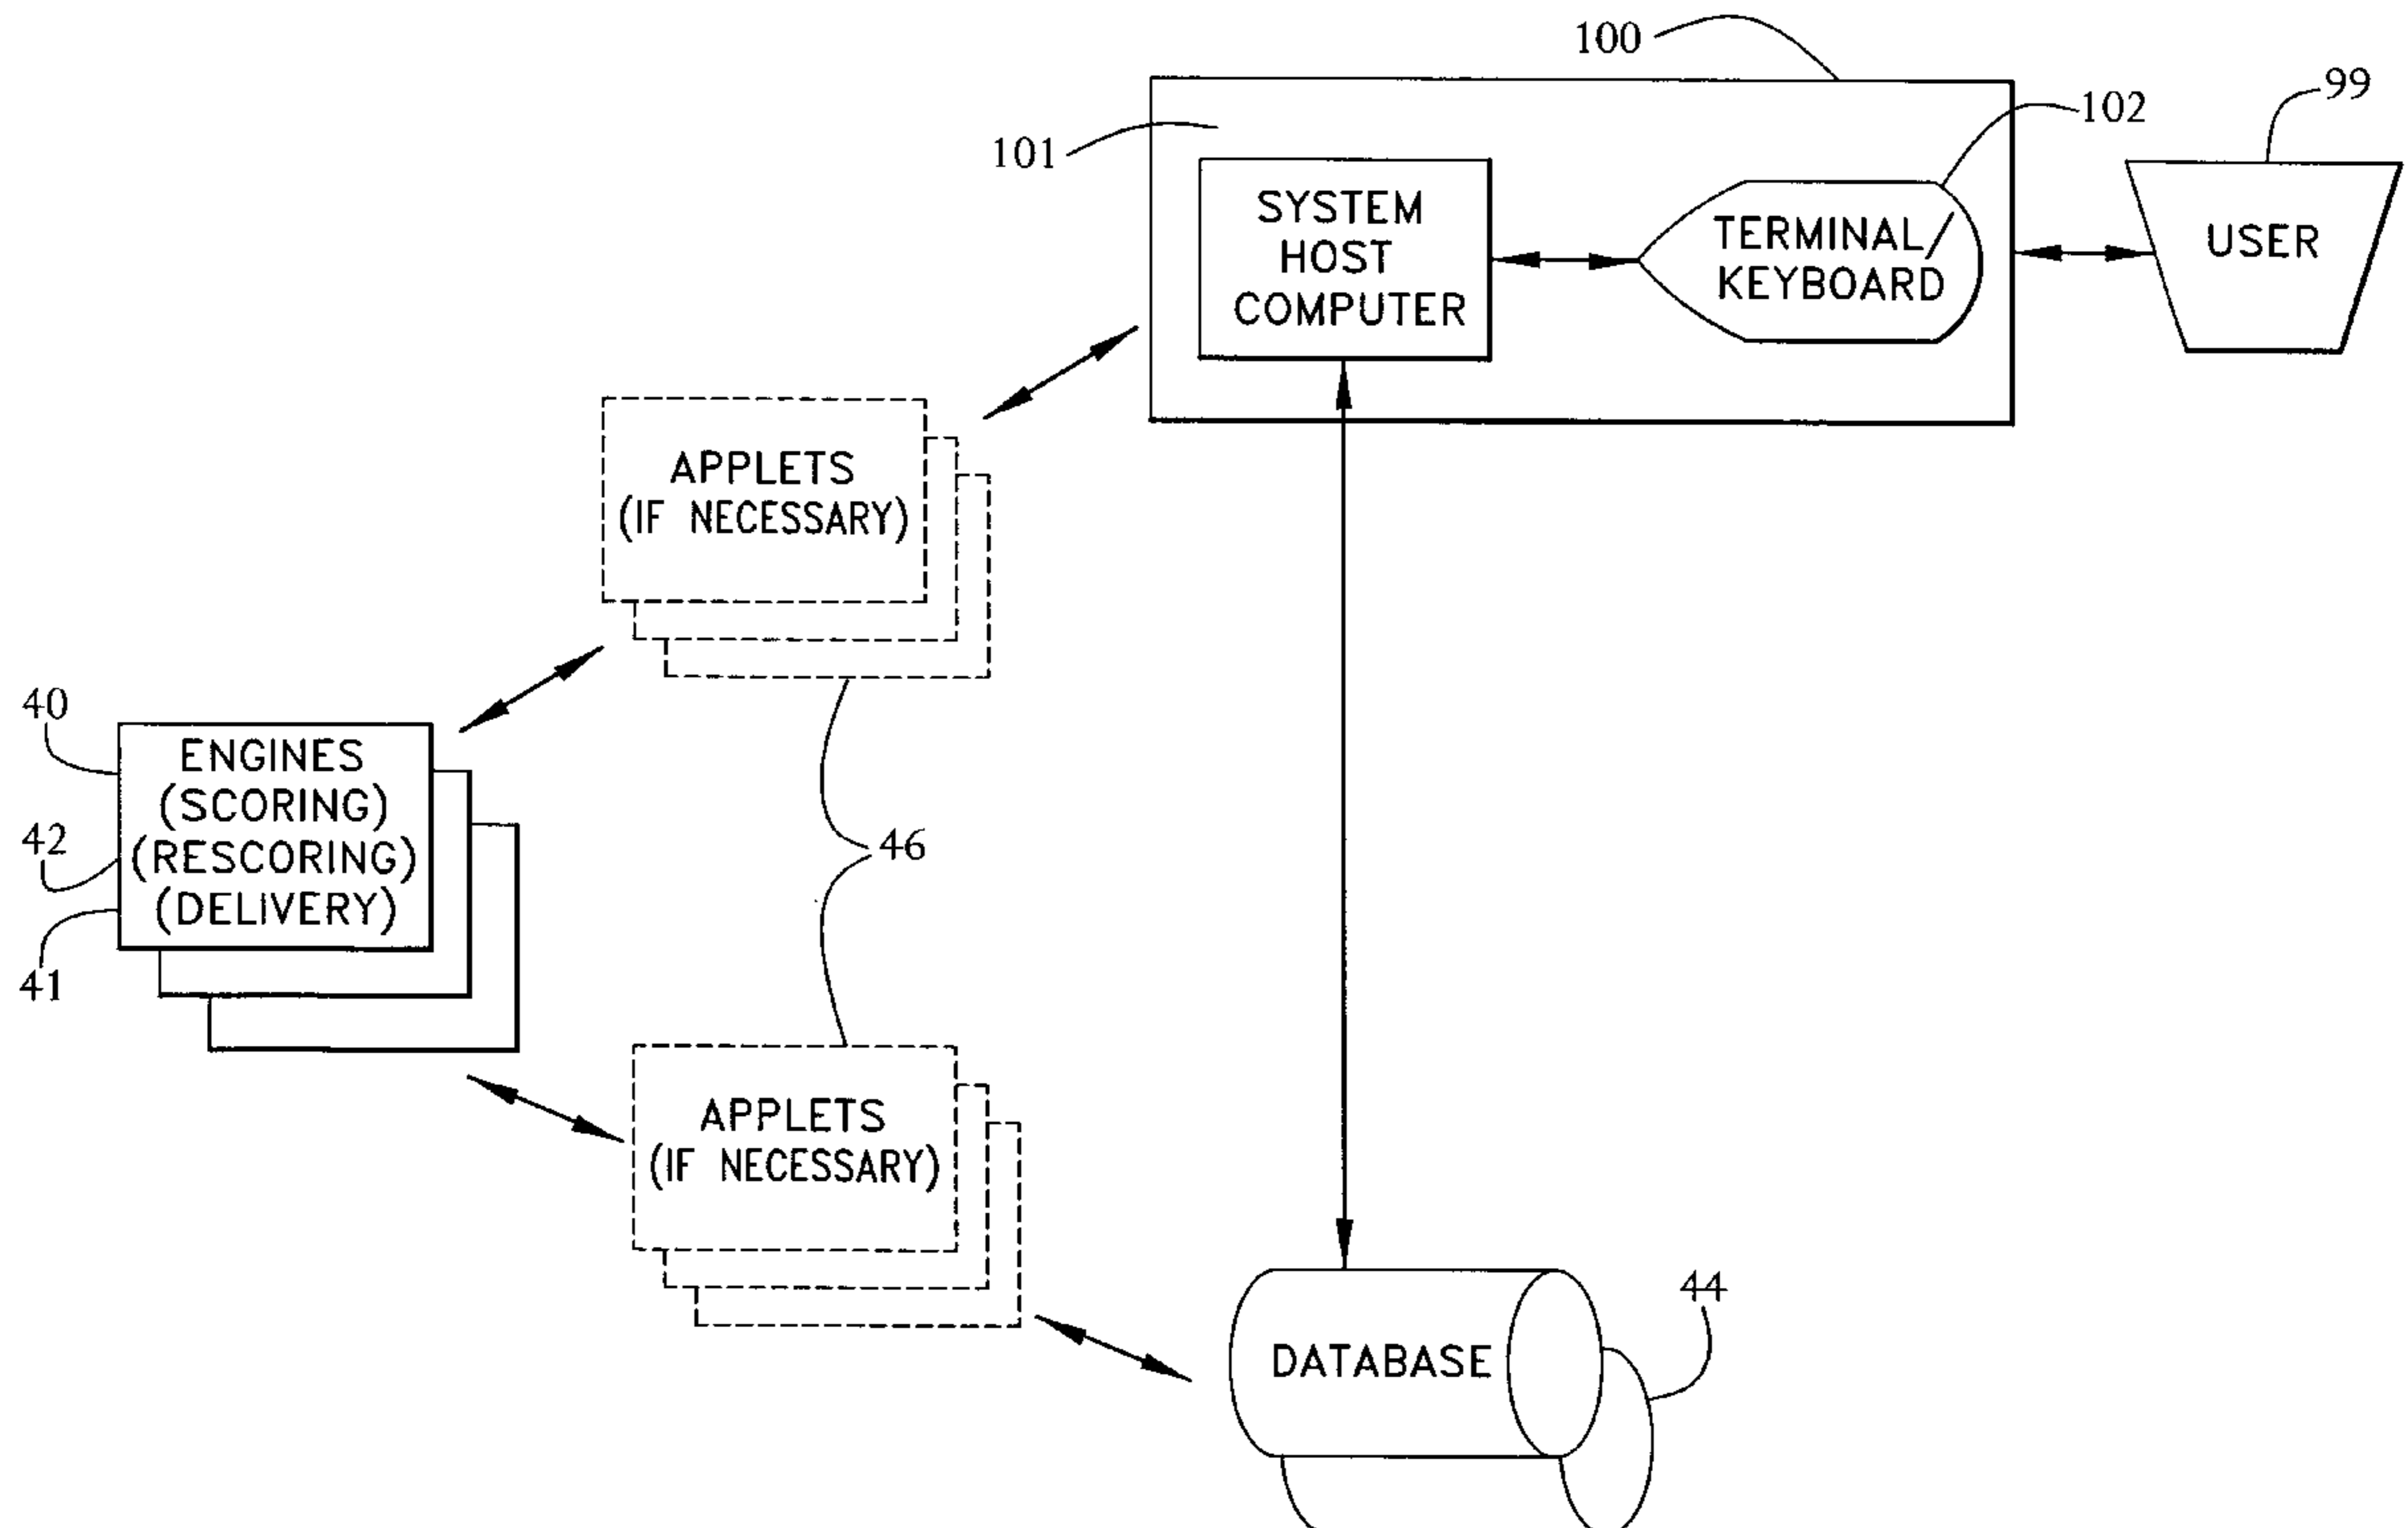 100
99
102
101
SYSTEM
HOST
COMPUTER
TERMINAL/
KEYBOARD
USER
APPLETS
(IF NECESSARY)
40
ENGINES
(SCORING)
42
(RESCORING)
(DELIVERY)
41
46
APPLETS
(IF NECESSARY)
44
DATABASE